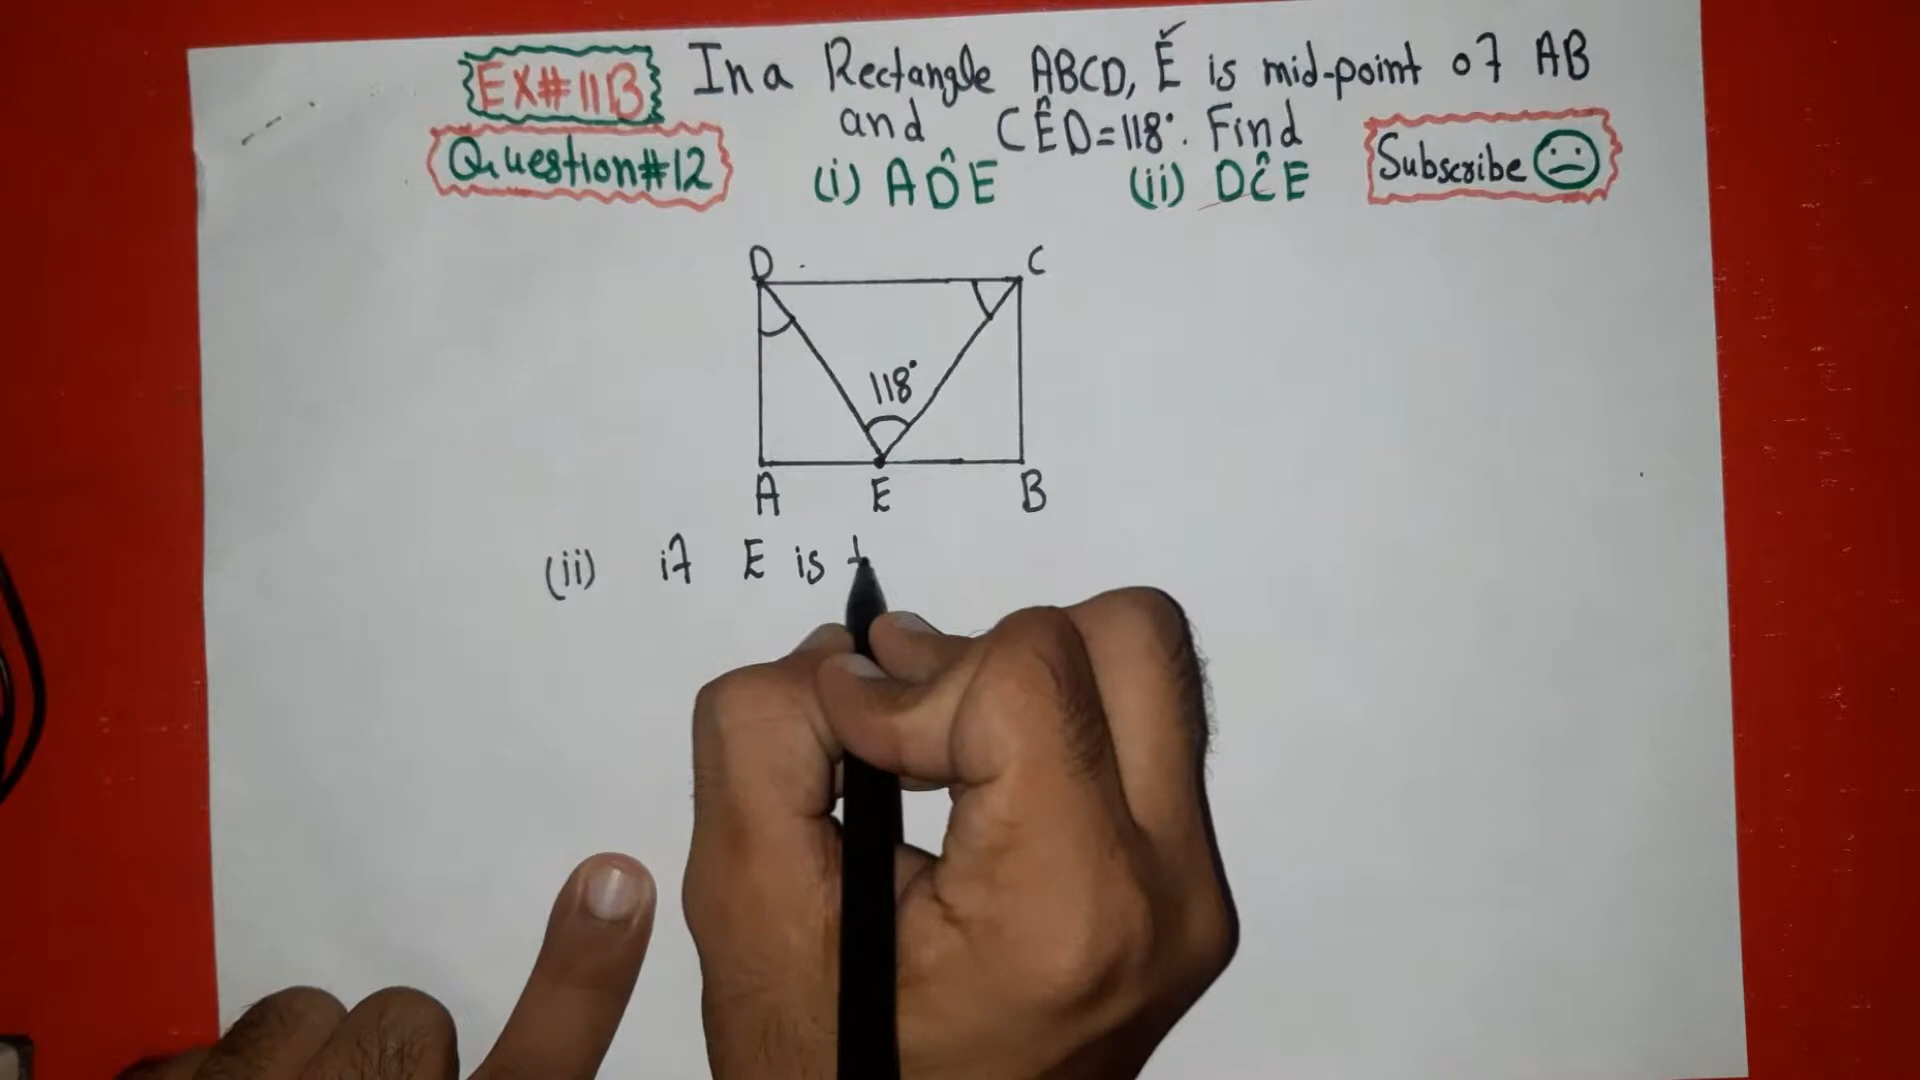 EX#11B In a Rectangle ABCD, E is mid-point of AB
and CÊD=118°. Find
Question#12
(i) AD̂E (ii) DĈE
Subscribe
D C
118°
A E B
(ii) if E is